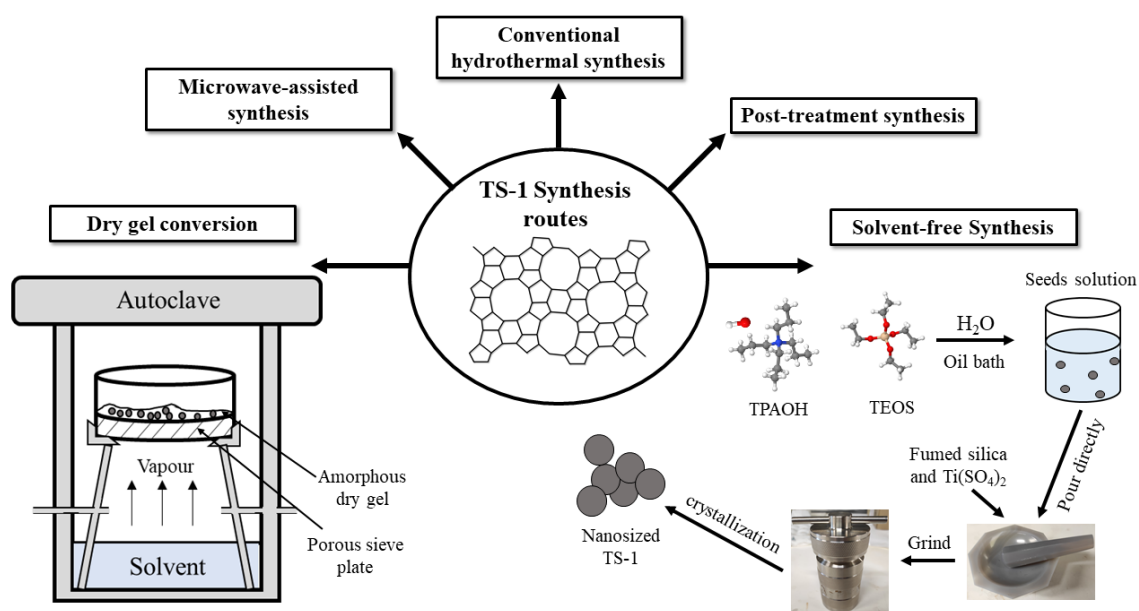 Conventional
hydrothermal synthesis
Microwave-assisted
synthesis
Post-treatment synthesis
TS-1 Synthesis
routes
Dry gel conversion
Solvent-free Synthesis
Autoclave
Vapour
Amorphous
dry gel
Porous sieve
plate
Solvent
TPAOH
TEOS
H₂O
Oil bath
Seeds solution
Pour directly
Fumed silica
and Ti(SO₄)₂
Grind
crystallization
Nanosized
TS-1